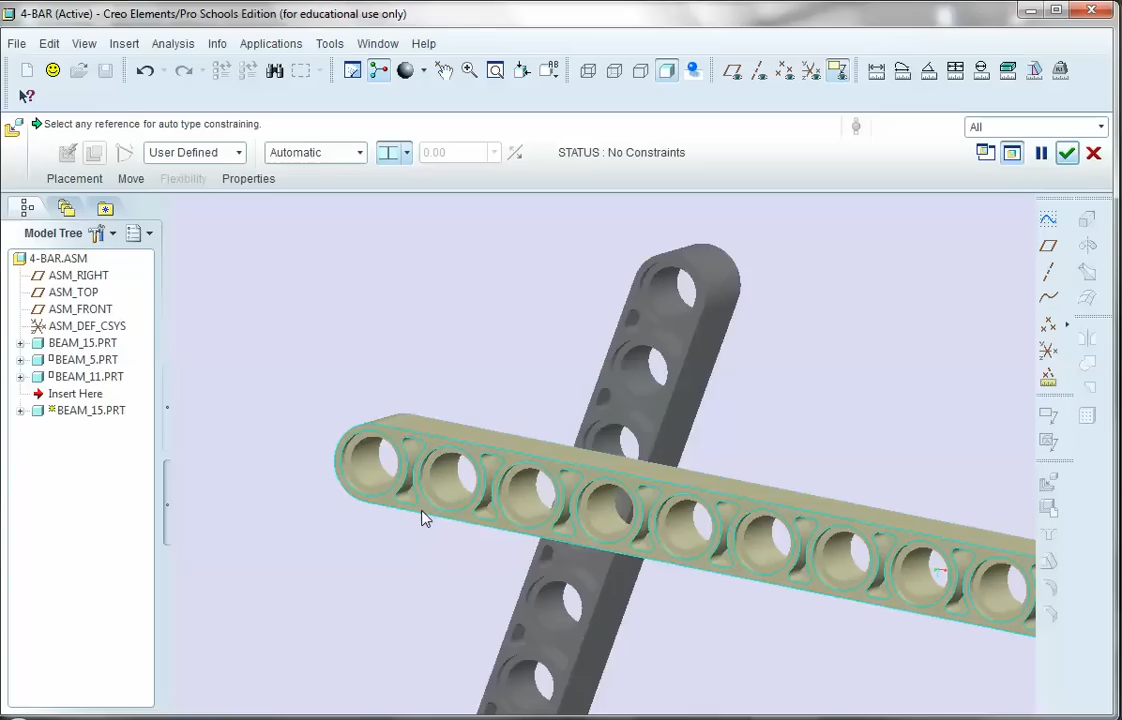 4-BAR (Active) - Creo Elements/Pro Schools Edition (for educational use only)
File Edit View Insert Analysis Info Applications Tools Window Help
Select any reference for auto type constraining.
All
User Defined Automatic 0.00 STATUS : No Constraints
Placement Move Flexibility Properties
Model Tree
4-BAR.ASM
ASM_RIGHT
ASM_TOP
ASM_FRONT
ASM_DEF_CSYS
BEAM_15.PRT
BEAM_5.PRT
BEAM_11.PRT
Insert Here
BEAM_15.PRT